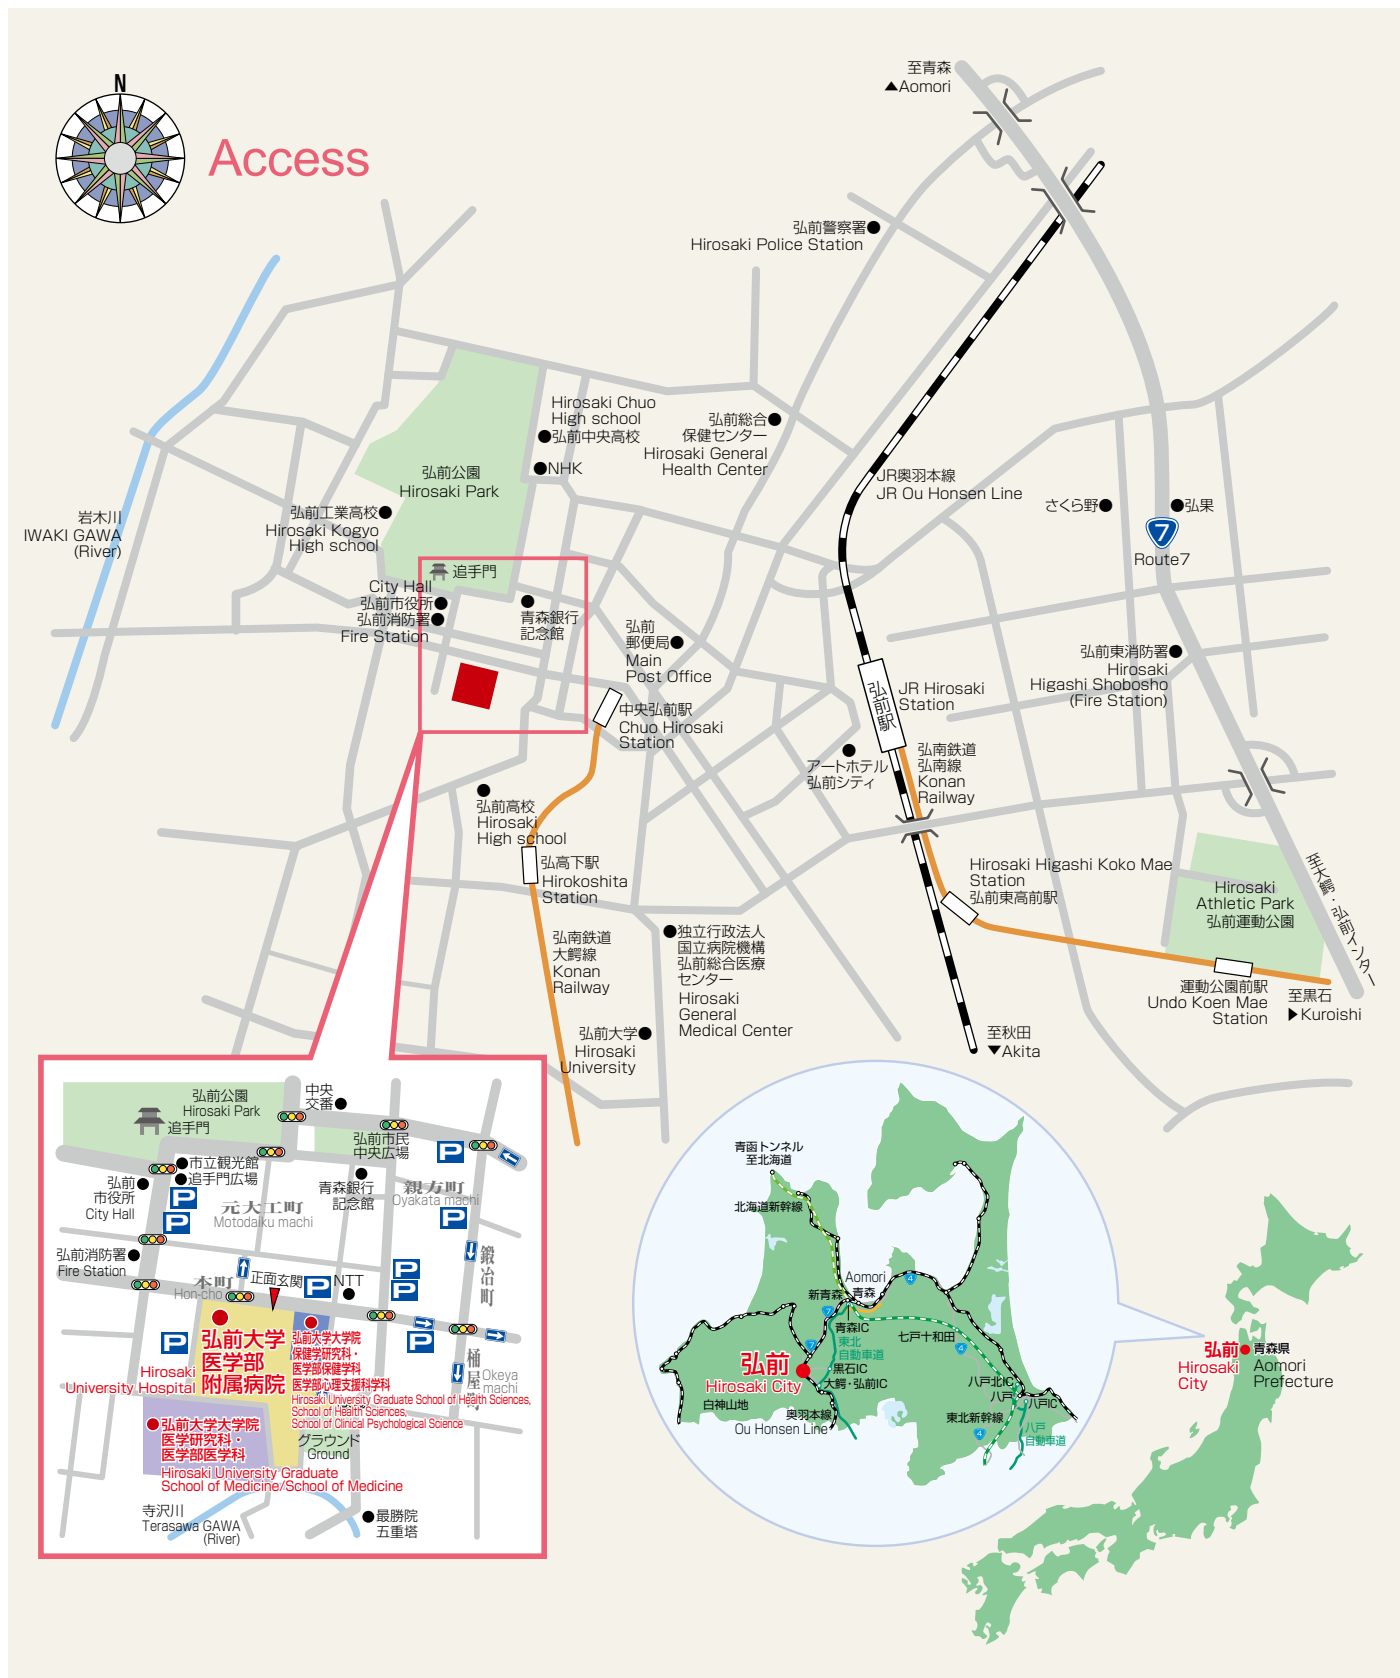 N
Access
至青森
▲Aomori
弘前警察署
Hirosaki Police Station
Hirosaki Chuo
High school
弘前中央高校
NHK
弘前総合
保健センター
Hirosaki General
Health Center
弘前公園
Hirosaki Park
JR奥羽本線
JR Ou Honsen Line
さくら野
弘果
7
Route7
岩木川
IWAKI GAWA
(River)
弘前工業高校
Hirosaki Kogyo
High school
追手門
City Hall
弘前市役所
弘前消防署
Fire Station
青森銀行
記念館
弘前
郵便局
Main
Post Office
弘前東消防署
Hirosaki
Higashi Shobosho
(Fire Station)
弘前駅
JR Hirosaki
Station
中央弘前駅
Chuo Hirosaki
Station
アートホテル
弘前シティ
弘南鉄道
弘南線
Konan
Railway
弘前高校
Hirosaki
High school
弘高下駅
Hirokoshita
Station
Hirosaki Higashi Koko Mae
Station
弘前東高前駅
Hirosaki
Athletic Park
弘前運動公園
至大鰐・弘前インター
弘南鉄道
大鰐線
Konan
Railway
独立行政法人
国立病院機構
弘前総合医療
センター
Hirosaki
General
Medical Center
運動公園前駅
Undo Koen Mae
Station
至黒石
▶Kuroishi
弘前大学
Hirosaki
University
至秋田
▼Akita
弘前公園
Hirosaki Park
追手門
中央
交番
弘前市民
中央広場
P
市立観光館
追手門広場
弘前
市役所
City Hall
P
P
青森銀行
記念館
親方町
Oyakata machi
P
元大工町
Motodaiku machi
弘前消防署
Fire Station
鍛冶町
本町
Hon-cho
正面玄関
P
NTT
P
P
P
P
弘前大学
医学部
附属病院
Hirosaki
University Hospital
弘前大学大学院
保健学研究科・
医学部保健学科
医学部心理支援科学科
Hirosaki University Graduate School of Health Sciences,
School of Health Sciences,
School of Clinical Psychological Science
桶屋町
Okeya
machi
弘前大学大学院
医学研究科・
医学部医学科
Hirosaki University Graduate
School of Medicine/School of Medicine
グラウンド
Ground
寺沢川
Terasawa GAWA
(River)
最勝院
五重塔
青函トンネル
至北海道
北海道新幹線
Aomori
青森
新青森
4
7
青森IC
東北
自動車道
7
七戸十和田
4
弘前
Hirosaki City
黒石IC
大鰐・弘前IC
白神山地
奥羽本線
Ou Honsen Line
八戸北IC
八戸
八戸IC
東北新幹線
4
八戸
自動車道
弘前
Hirosaki
City
青森県
Aomori
Prefecture